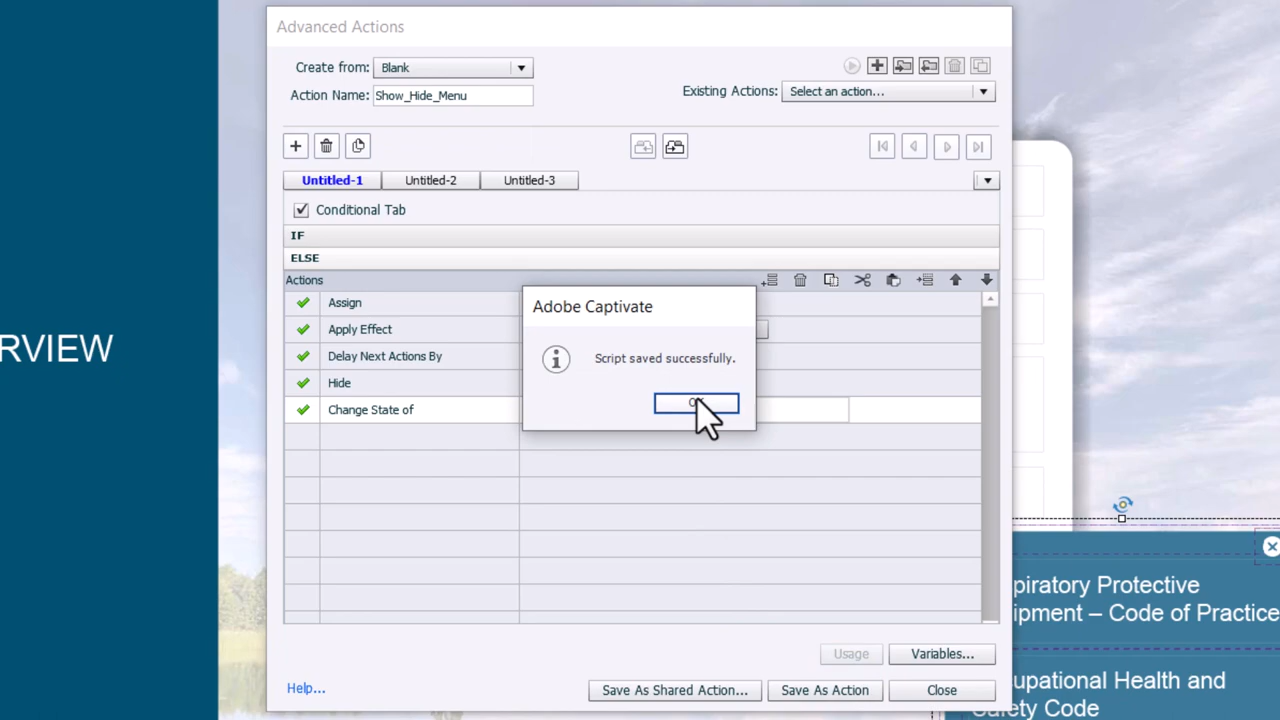 Advanced Actions
Create from: Blank
Action Name: Show_Hide_Menu
Existing Actions: Select an action...
Untitled-1 Untitled-2 Untitled-3
Conditional Tab
IF
ELSE
Actions
Assign
Apply Effect
Delay Next Actions By
Hide
Change State of
Adobe Captivate
Script saved successfully.
RVIEW
piratory Protective
ipment – Code of Practice
upational Health and
Safety Code
Usage Variables...
Help... Save As Shared Action... Save As Action Close